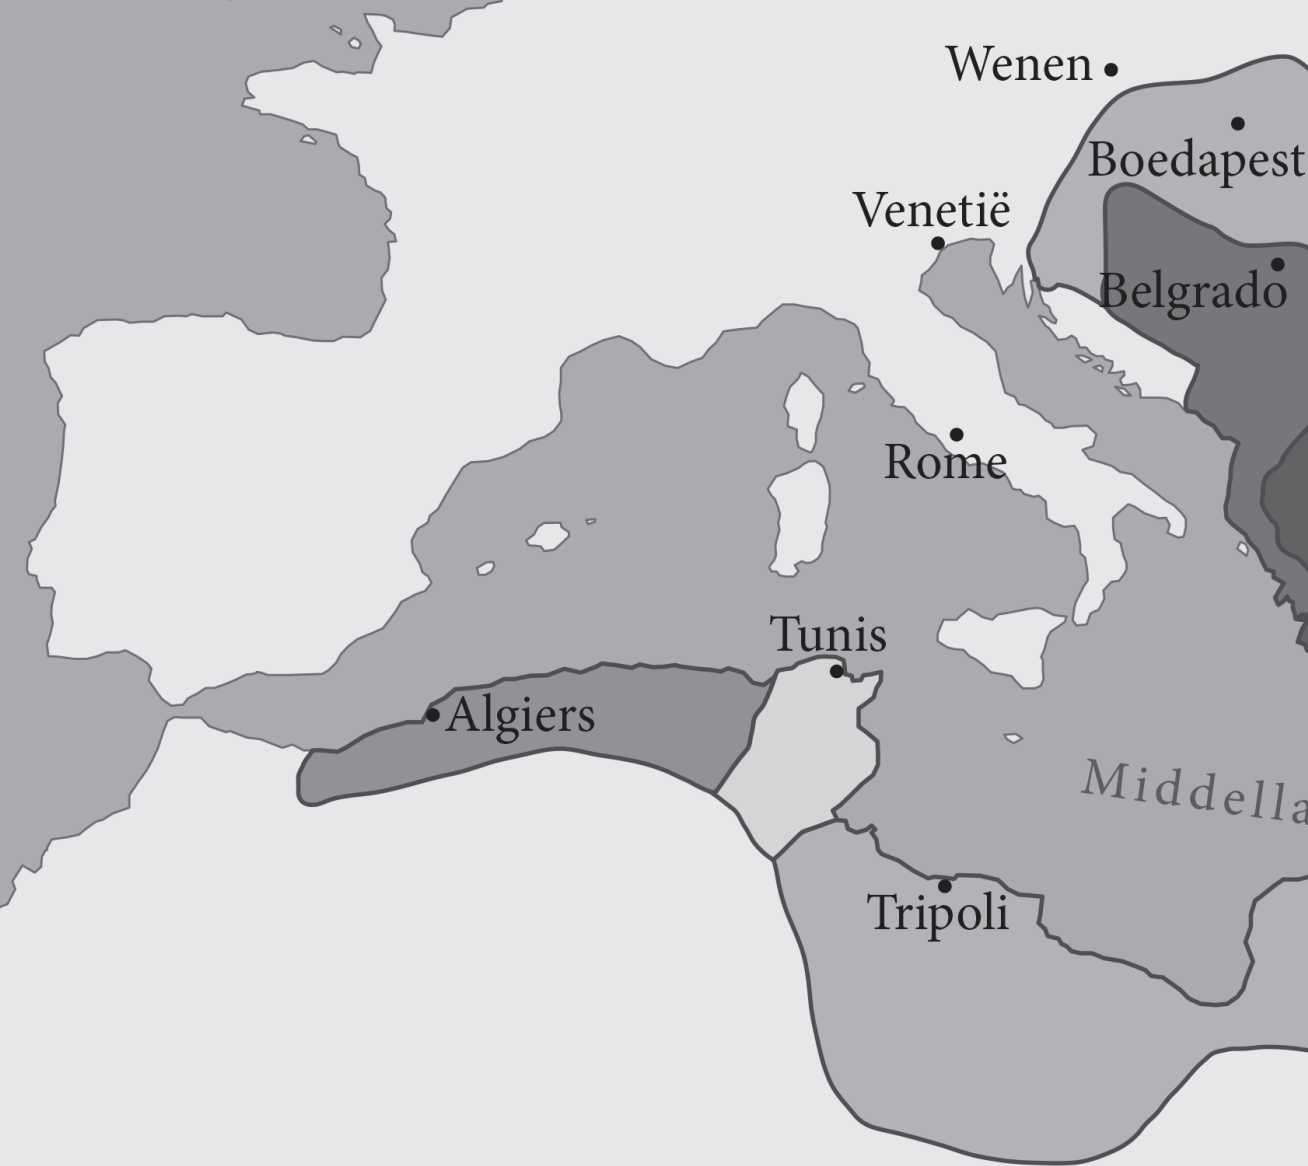 Wenen
Boedapest
Venetië
Belgrado
Rome
Tunis
Algiers
Middella
Tripoli